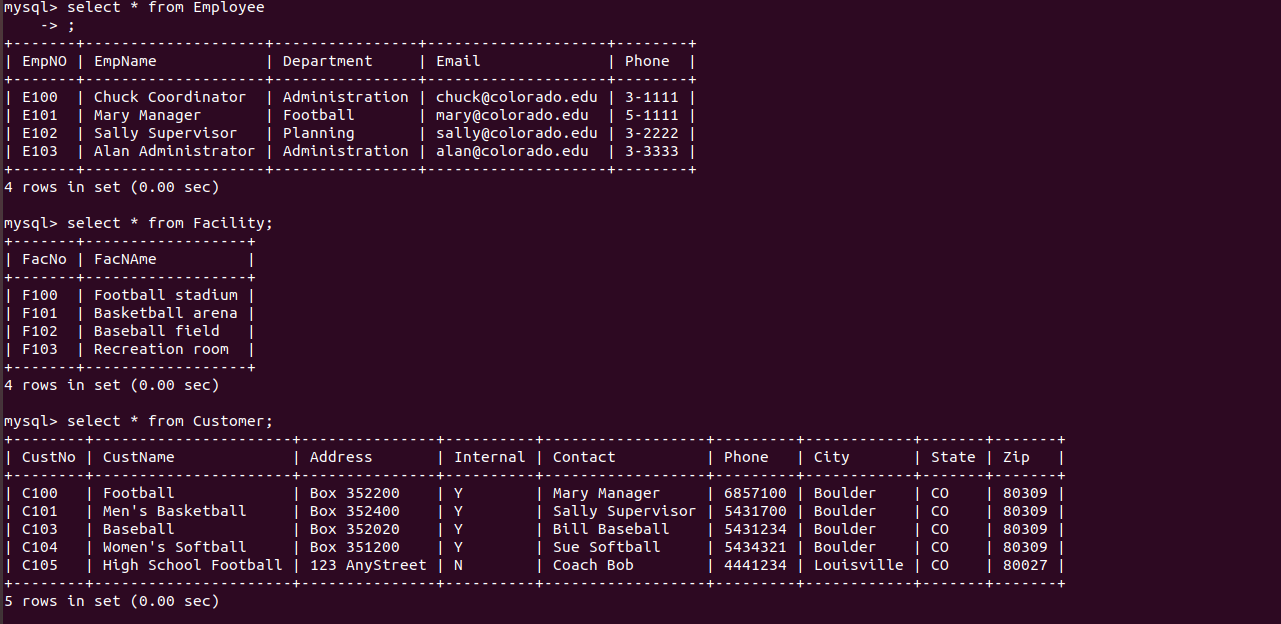 mysql> select * from Employee
    -> ;
+-------+--------------------+----------------+--------------------+--------+
| EmpNO | EmpName            | Department     | Email              | Phone  |
+-------+--------------------+----------------+--------------------+--------+
| E100  | Chuck Coordinator  | Administration | chuck@colorado.edu | 3-1111 |
| E101  | Mary Manager       | Football       | mary@colorado.edu  | 5-1111 |
| E102  | Sally Supervisor   | Planning       | sally@colorado.edu | 3-2222 |
| E103  | Alan Administrator | Administration | alan@colorado.edu  | 3-3333 |
+-------+--------------------+----------------+--------------------+--------+
4 rows in set (0.00 sec)

mysql> select * from Facility;
+-------+------------------+
| FacNo | FacNAme          |
+-------+------------------+
| F100  | Football stadium |
| F101  | Basketball arena |
| F102  | Baseball field   |
| F103  | Recreation room  |
+-------+------------------+
4 rows in set (0.00 sec)

mysql> select * from Customer;
+--------+----------------------+---------------+----------+------------------+---------+------------+-------+-------+
| CustNo | CustName             | Address       | Internal | Contact          | Phone   | City       | State | Zip   |
+--------+----------------------+---------------+----------+------------------+---------+------------+-------+-------+
| C100   | Football             | Box 352200    | Y        | Mary Manager     | 6857100 | Boulder    | CO    | 80309 |
| C101   | Men's Basketball     | Box 352400    | Y        | Sally Supervisor | 5431700 | Boulder    | CO    | 80309 |
| C103   | Baseball             | Box 352020    | Y        | Bill Baseball    | 5431234 | Boulder    | CO    | 80309 |
| C104   | Women's Softball     | Box 351200    | Y        | Sue Softball     | 5434321 | Boulder    | CO    | 80309 |
| C105   | High School Football | 123 AnyStreet | N        | Coach Bob        | 4441234 | Louisville | CO    | 80027 |
+--------+----------------------+---------------+----------+------------------+---------+------------+-------+-------+
5 rows in set (0.00 sec)